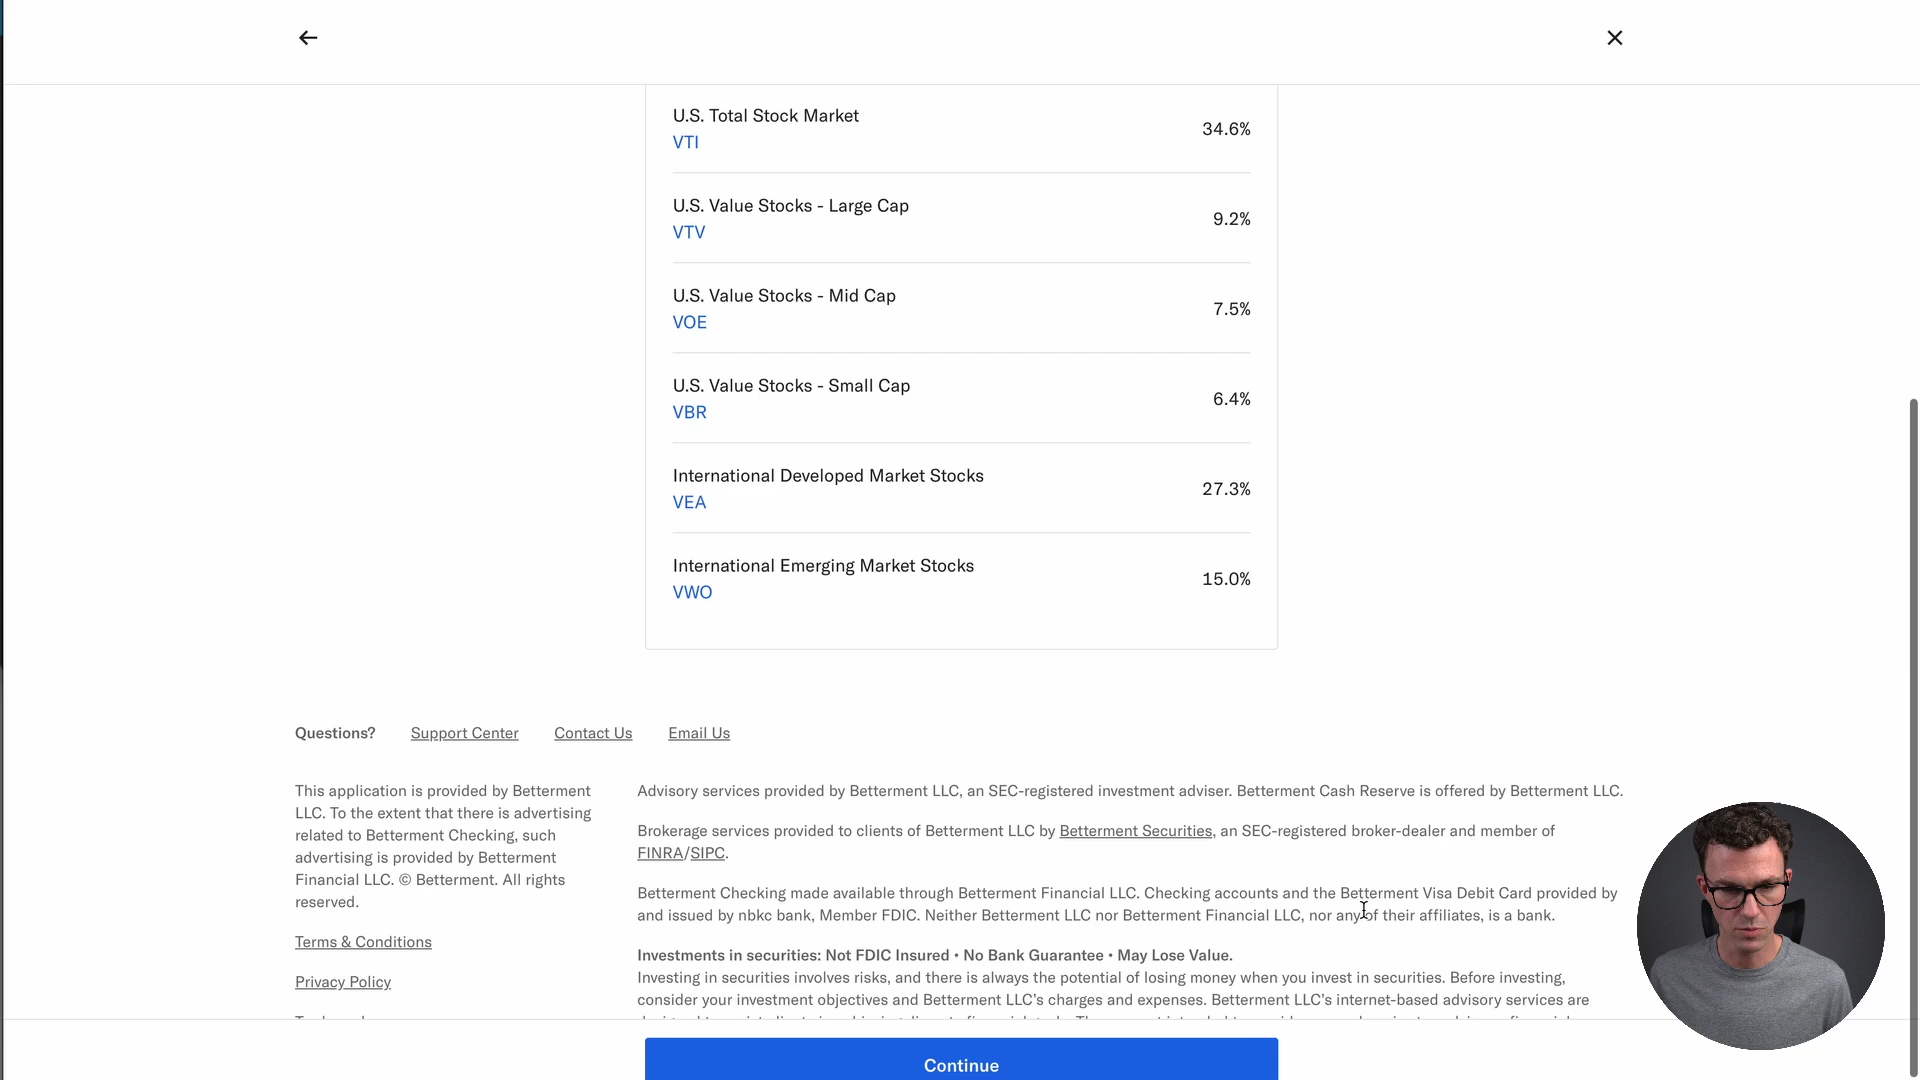 U.S. Total Stock Market
VTI
34.6%
U.S. Value Stocks - Large Cap
VTV
9.2%
U.S. Value Stocks - Mid Cap
VOE
7.5%
U.S. Value Stocks - Small Cap
VBR
6.4%
International Developed Market Stocks
VEA
27.3%
International Emerging Market Stocks
VWO
15.0%
Questions? Support Center Contact Us Email Us
This application is provided by Betterment
LLC. To the extent that there is advertising
related to Betterment Checking, such
advertising is provided by Betterment
Financial LLC. © Betterment. All rights
reserved.
Terms & Conditions
Privacy Policy
Advisory services provided by Betterment LLC, an SEC-registered investment adviser. Betterment Cash Reserve is offered by Betterment LLC.
Brokerage services provided to clients of Betterment LLC by Betterment Securities, an SEC-registered broker-dealer and member of
FINRA/SIPC.
Betterment Checking made available through Betterment Financial LLC. Checking accounts and the Betterment Visa Debit Card provided by
and issued by nbkc bank, Member FDIC. Neither Betterment LLC nor Betterment Financial LLC, nor any of their affiliates, is a bank.
Investments in securities: Not FDIC Insured • No Bank Guarantee • May Lose Value.
Investing in securities involves risks, and there is always the potential of losing money when you invest in securities. Before investing,
consider your investment objectives and Betterment LLC's charges and expenses. Betterment LLC's internet-based advisory services are
Continue